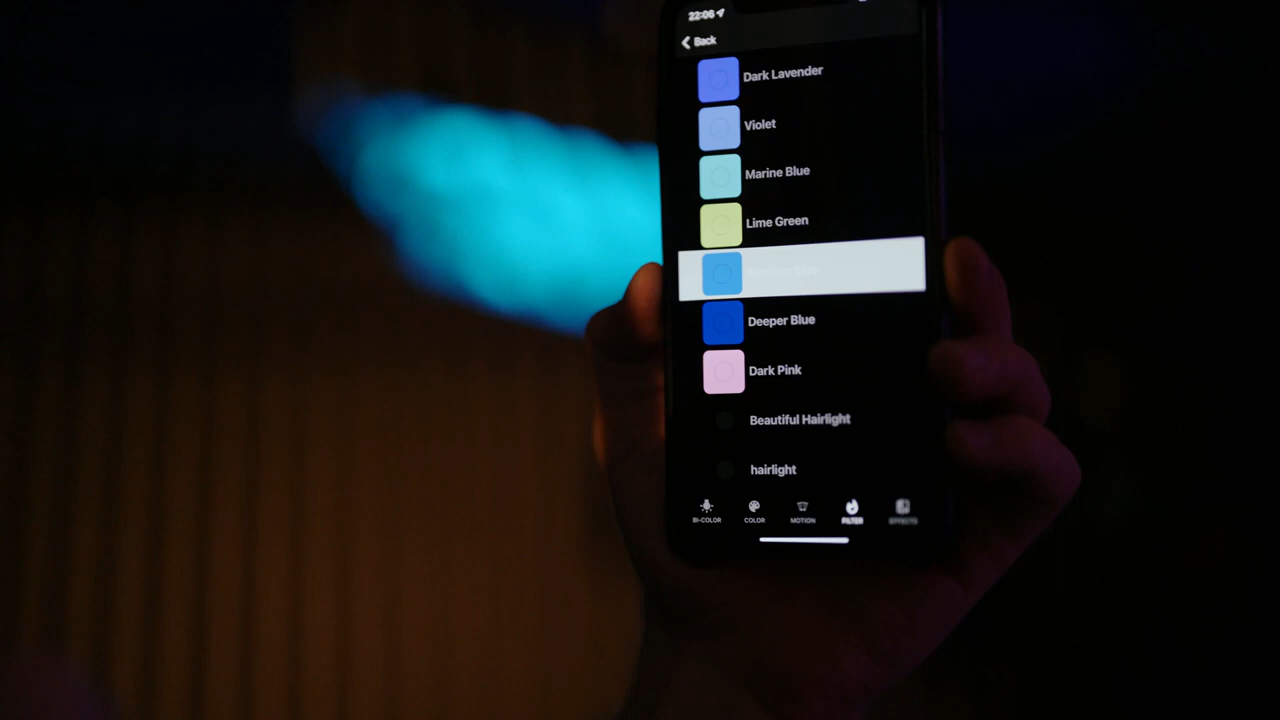 22:06
Back
Dark Lavender
Violet
Marine Blue
Lime Green
Deeper Blue
Dark Pink
Beautiful Hairlight
hairlight
BI-COLOR COLOR MOTION FILTER EFFECTS